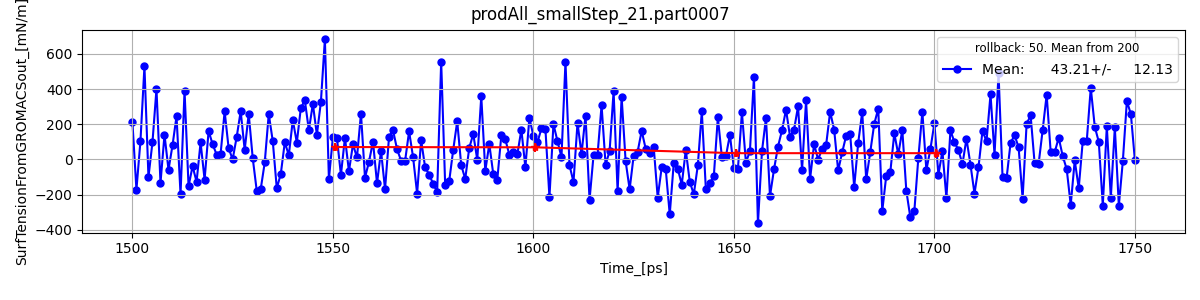 prodAll_smallStep_21.part0007
SurfTensionFromGROMACSout_[mN/m]
600
400
200
0
−200
−400
rollback: 50. Mean from 200
Mean: 43.21+/- 12.13
1500
1550
1600
1650
1700
1750
Time_[ps]